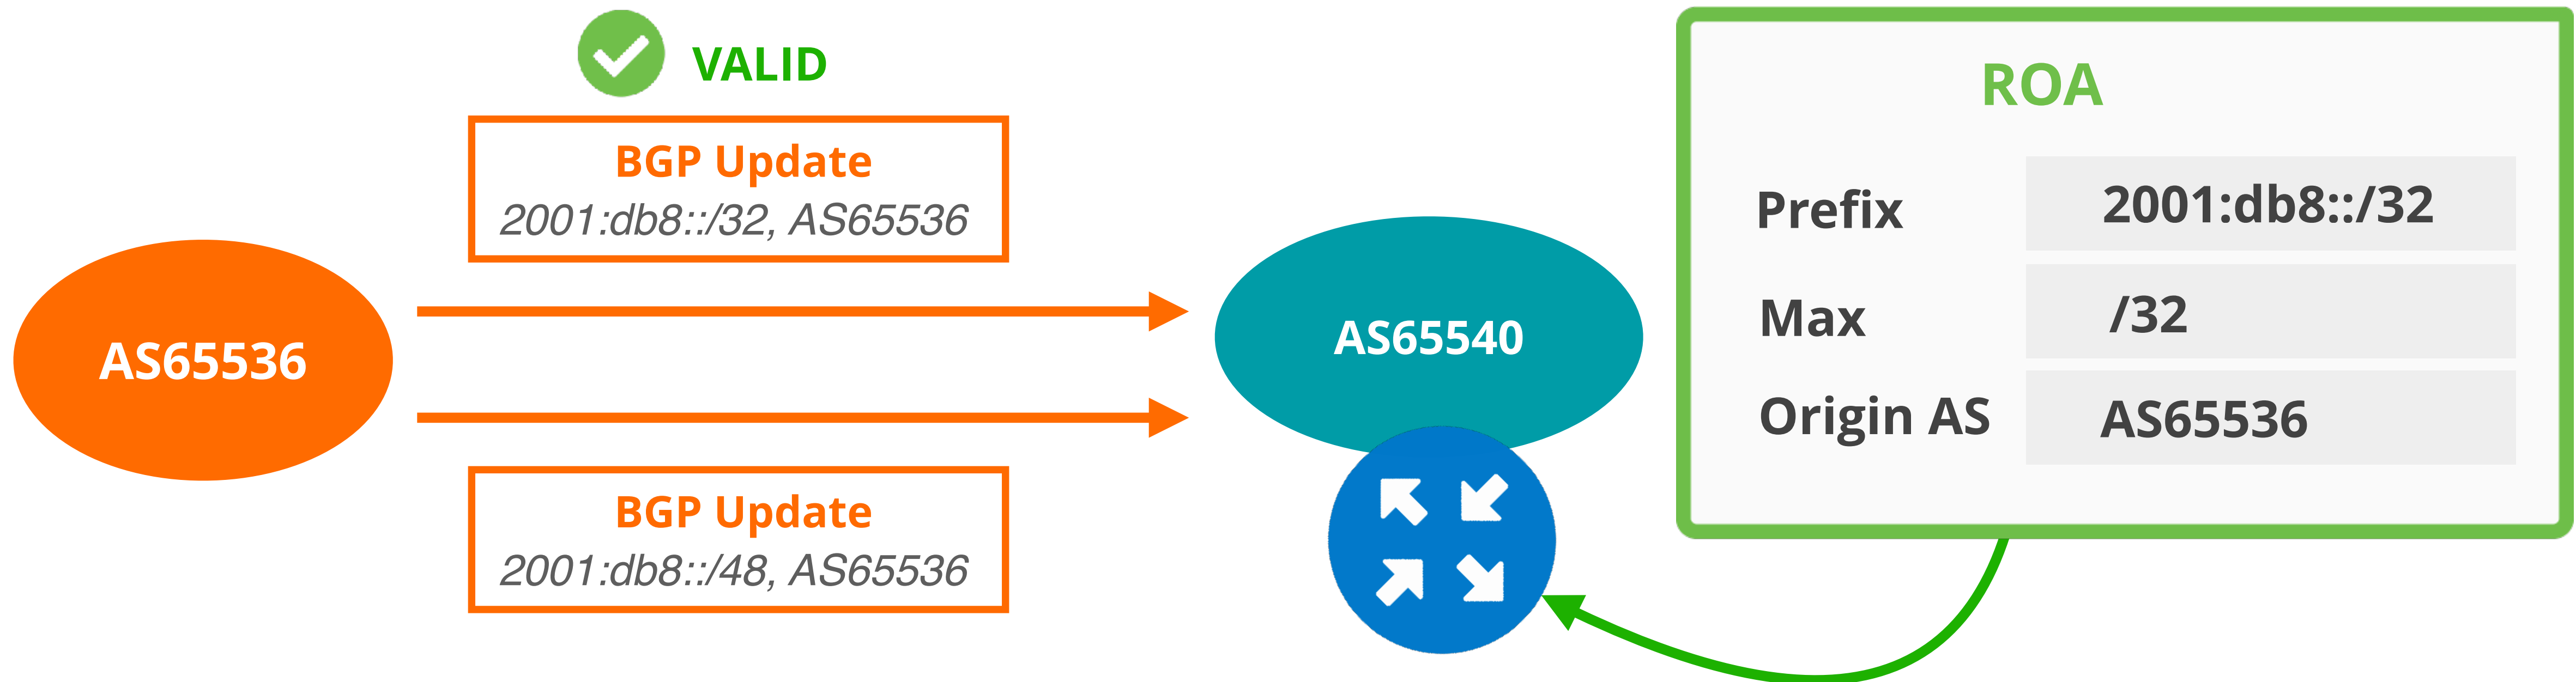 VALID
BGP Update
2001:db8::/32, AS65536
AS65536
BGP Update
2001:db8::/48, AS65536
AS65540
ROA
Prefix 2001:db8::/32
Max /32
Origin AS AS65536